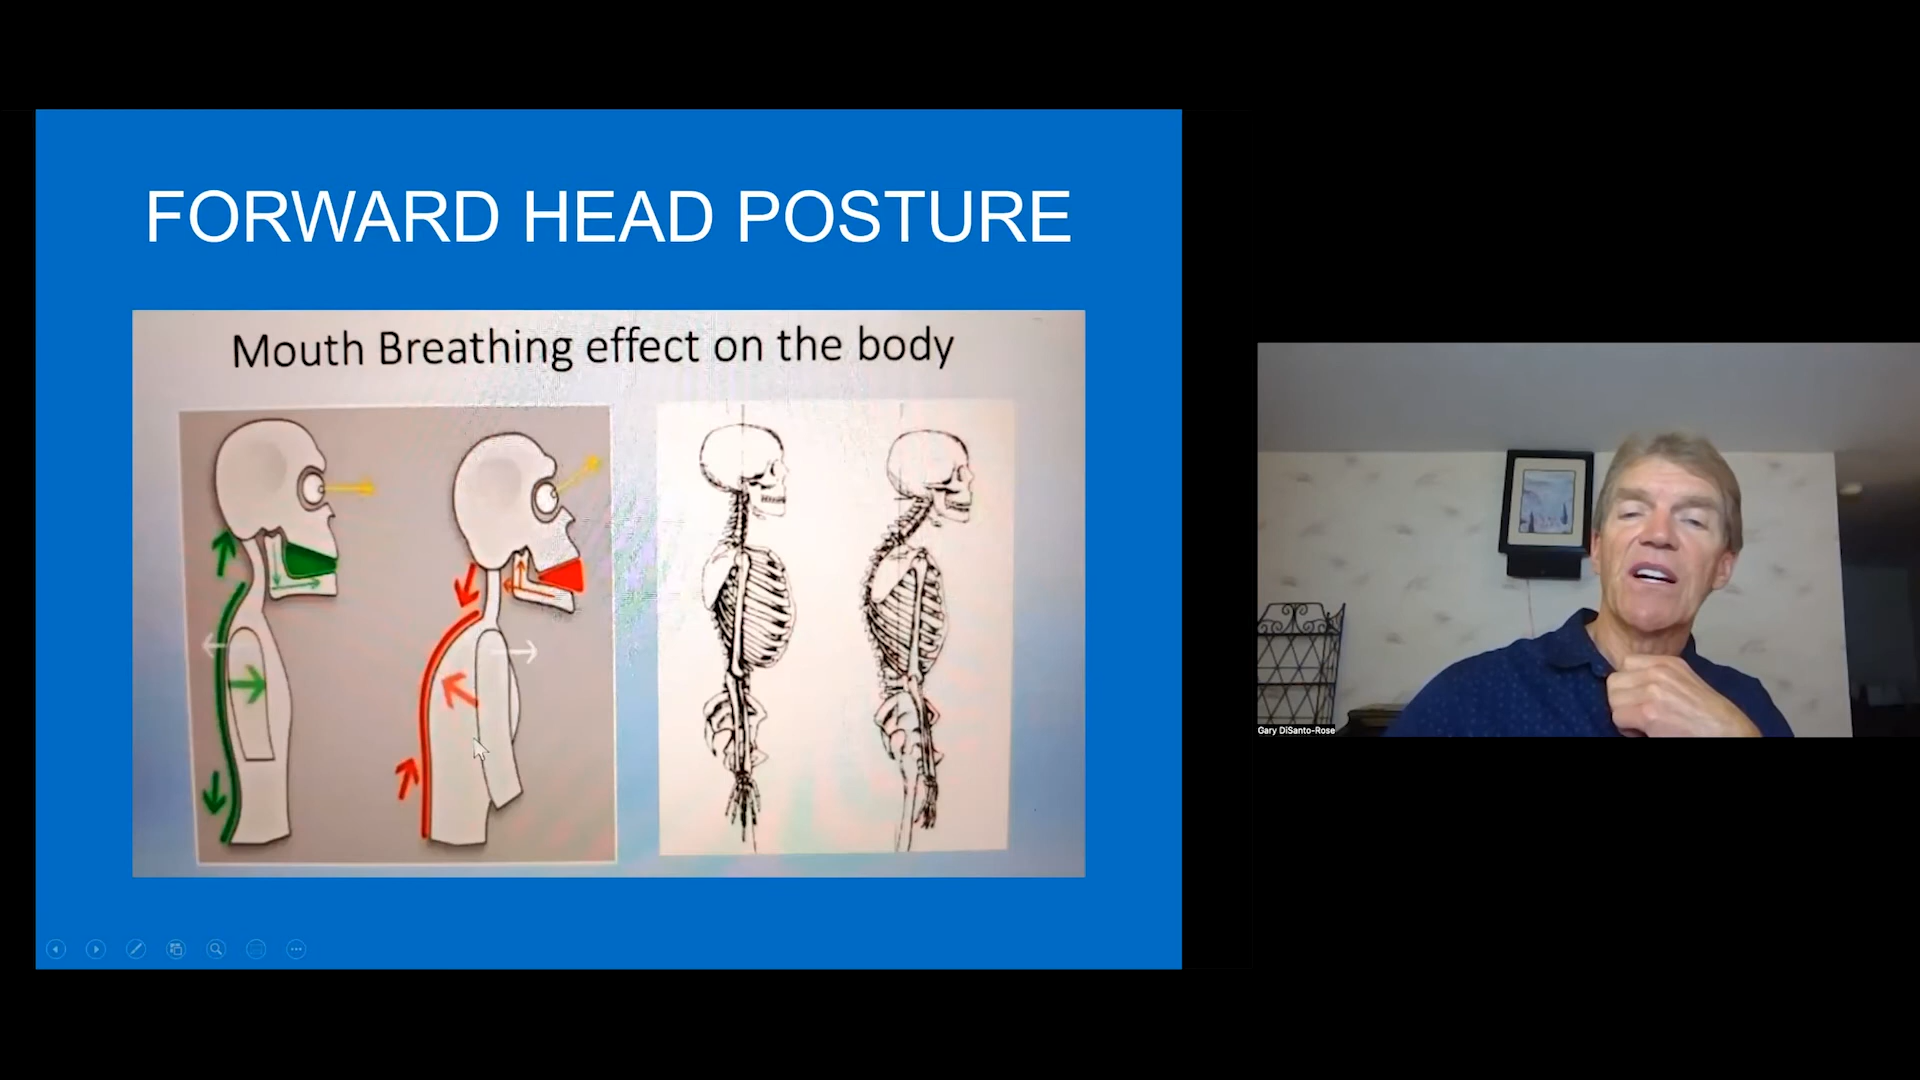 FORWARD HEAD POSTURE
Mouth Breathing effect on the body
Gary DiSanto-Rose